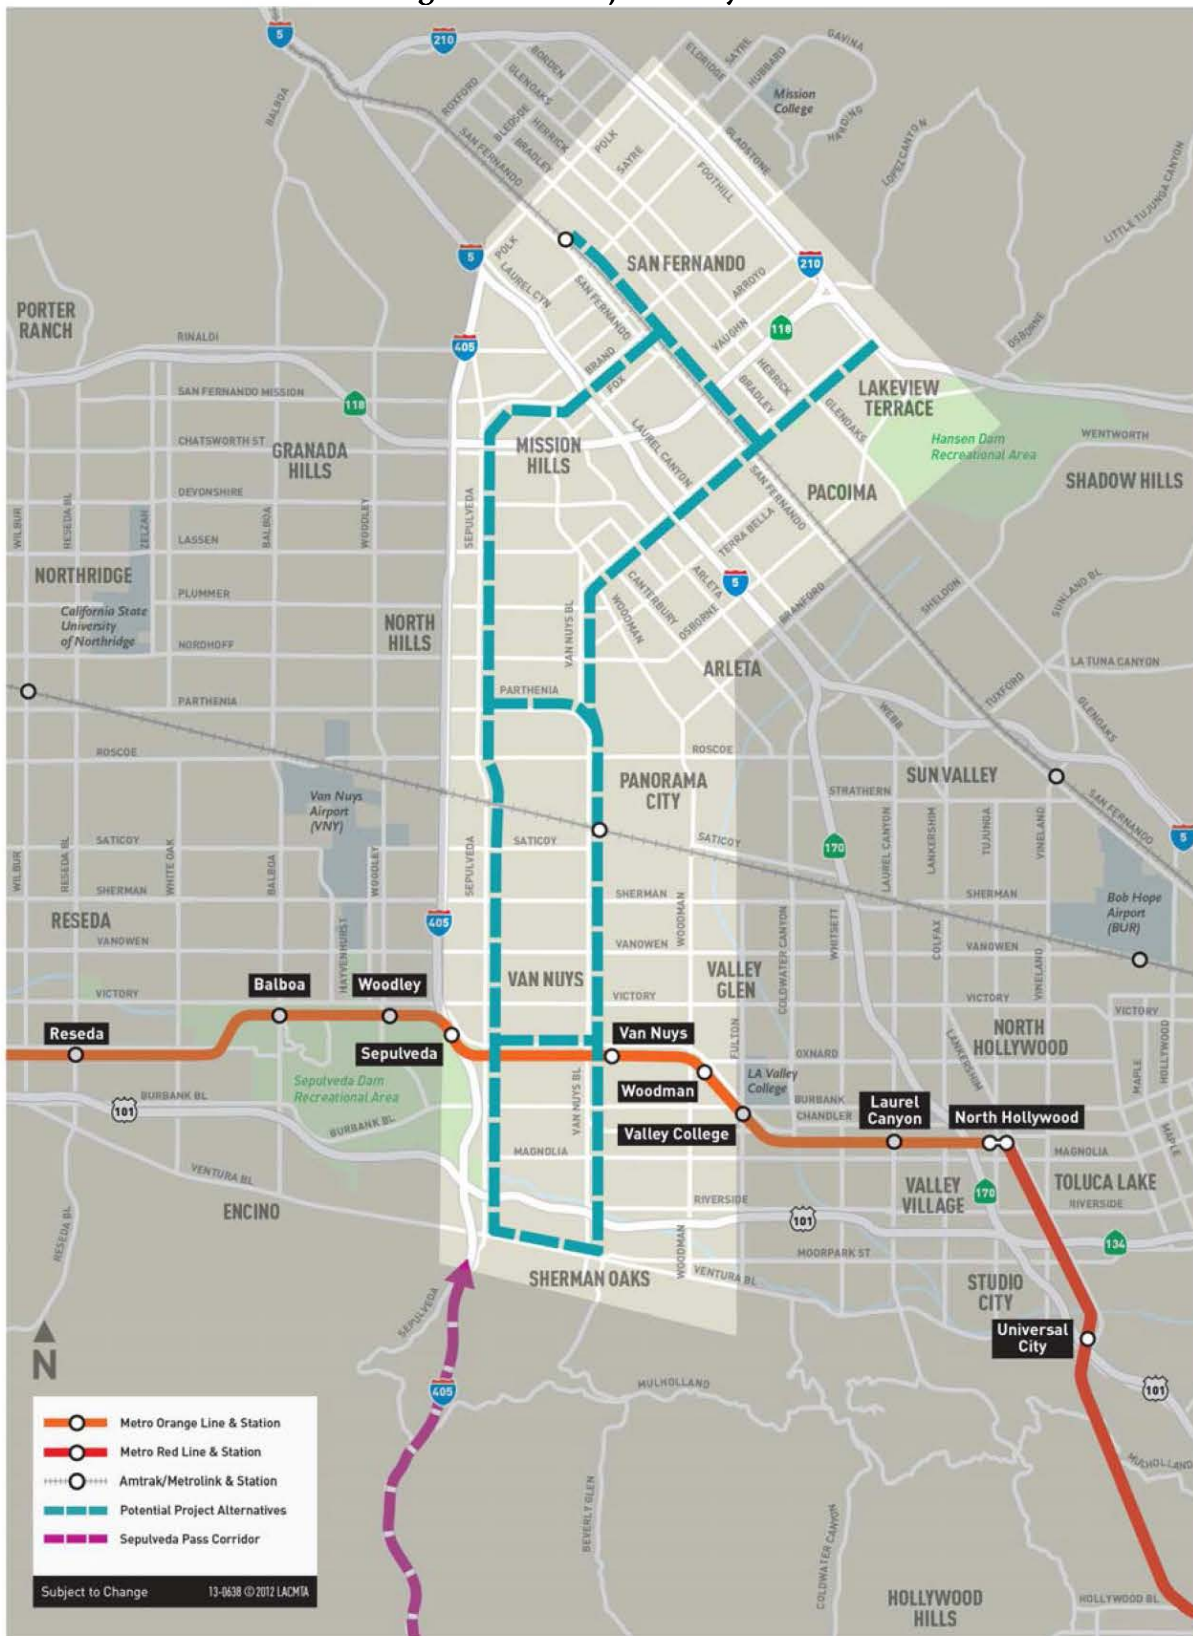 5
210
GAVINA
SAYRE
ELDRIDGE
HUBBARD
BORDEN
GLENOAKS
ROXFORD
BALBOA
Mission
College
BLEDSOE
HERRICK
BRADLEY
SAN FERNANDO
POLK
SAYRE
GLADSTONE
HARDING
LOPEZ CANYON
FOOTHILL
LITTLE TUJUNGA CANYON
POLK
5
LAUREL CYN
SAN FERNANDO
SAN FERNANDO
ARROYO
210
PORTER
RANCH
RINALDI
405
VAUGHN
118
OSBORNE
BRAND
FOX
HERRICK
BRADLEY
SAN FERNANDO MISSION
118
LAKEVIEW
TERRACE
GLENOAKS
CHATSWORTH ST
GRANADA
HILLS
MISSION
HILLS
LAUREL CANYON
Hansen Dam
Recreational Area
WENTWORTH
SHADOW HILLS
DEVONSHIRE
SAN FERNANDO
PACOIMA
WILBUR
RESEDA BL
ZELZAH
BALBOA
WOODLEY
SEPULVEDA
LASSEN
TERRA BELLA
NORTHRIDGE
CANTERBURY
ARLETA
5
PLUMMER
California State
University
of Northridge
NORTH
HILLS
VAN NUYS BL
WOODMAN
OSBORNE
BRANFORD
SHELDON
SUNLAND BL
NORDHOFF
ARLETA
LA TUNA CANYON
PARTHENIA
PARTHENIA
TUXFORD
WEBB
GLENOAKS
ROSCOE
ROSCOE
SUN VALLEY
PANORAMA
CITY
STRATHERN
Van Nuys
Airport
(VNY)
SAN FERNANDO
5
SATICOY
SATICOY
SATICOY
170
WILBUR
RESEDA BL
WHITE OAK
BALBOA
WOODLEY
SEPULVEDA
LAUREL CANYON
LANKERSHIM
TUJUNGA
VINELAND
SHERMAN
SHERMAN
SHERMAN
Bob Hope
Airport
(BUR)
RESEDA
405
WOODMAN
COLDWATER CANYON
WHITSETT
COLFAX
VANOWEN
VANOWEN
VANOWEN
HAYVENHURST
VAN NUYS
VALLEY
GLEN
VINELAND
Balboa
Woodley
VICTORY
VICTORY
VICTORY
VICTORY
Reseda
Sepulveda
Van Nuys
FULTON
OXNARD
NORTH
HOLLYWOOD
LANKERSHIM
MAPLE
HOLLYWOOD
Sepulveda Dam
Recreational Area
LA Valley
College
Woodman
101
BURBANK BL
BURBANK BL
VAN NUYS BL
BURBANK
CHANDLER
Laurel
Canyon
North Hollywood
Valley College
MAPLE
MAGNOLIA
MAGNOLIA
VENTURA BL
VALLEY
VILLAGE
170
TOLUCA LAKE
RIVERSIDE
RIVERSIDE
ENCINO
101
RESEDA BL
134
WOODMAN
MOORPARK ST
SHERMAN OAKS
VENTURA BL
STUDIO
CITY
SEPULVEDA
Universal
City
N
405
MULHOLLAND
101
MULHOLLAND
Metro Orange Line & Station
Metro Red Line & Station
Amtrak/Metrolink & Station
Potential Project Alternatives
Sepulveda Pass Corridor
BEVERLY GLEN
COLDWATER CANYON
Subject to Change
13-0638 © 2012 LACMTA
HOLLYWOOD
HILLS
HOLLYWOOD BL